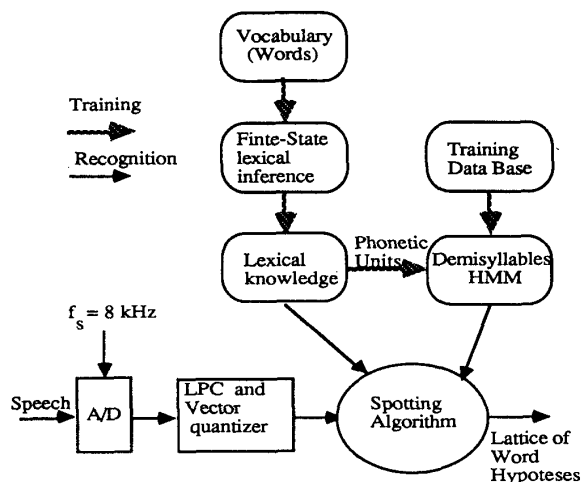 Vocabulary
(Words)
Training
Recognition
Finte-State
lexical
inference
Training
Data Base
Lexical
knowledge
Phonetic
Units
Demisyllables
HMM
f_s = 8 kHz
Speech
A/D
LPC and
Vector
quantizer
Spotting
Algorithm
Lattice of
Word
Hypoteses